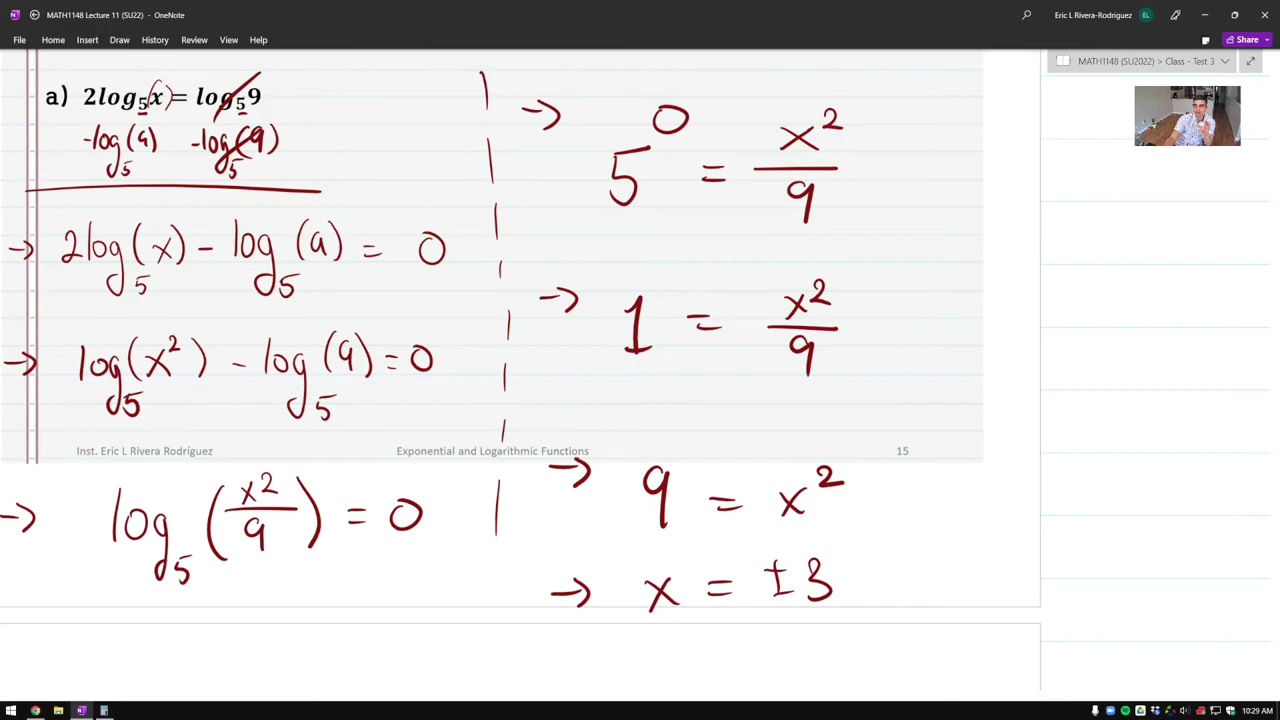 MATH1148 Lecture 11 (SU22) - OneNote
Eric L Rivera-Rodriguez EL
File Home Insert Draw History Review View Help
Share
MATH1148 (SU2022) > Class - Test 3
a) 2log₅(x) = log₅9
-log₅(9) -log₅(9)
→ 2log₅(x) - log₅(9) = 0
→ log₅(x²) - log₅(9) = 0
Inst. Eric L Rivera Rodríguez Exponential and Logarithmic Functions 15
→ log₅(x²/9) = 0
→ 5⁰ = x²/9
→ 1 = x²/9
→ 9 = x²
→ x = ±3
10:29 AM